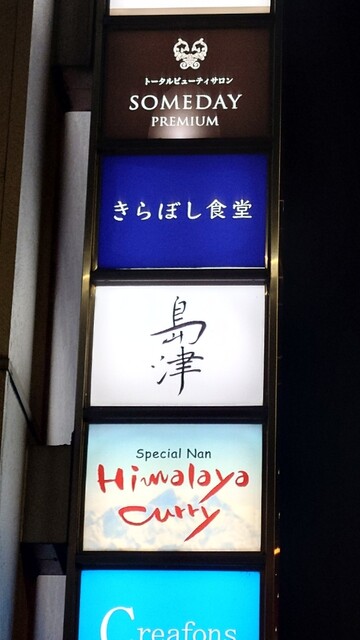 トータルビューティサロン
SOMEDAY
PREMIUM
きらぼし食堂
島津
Special Nan
Himalaya
curry
Creafons